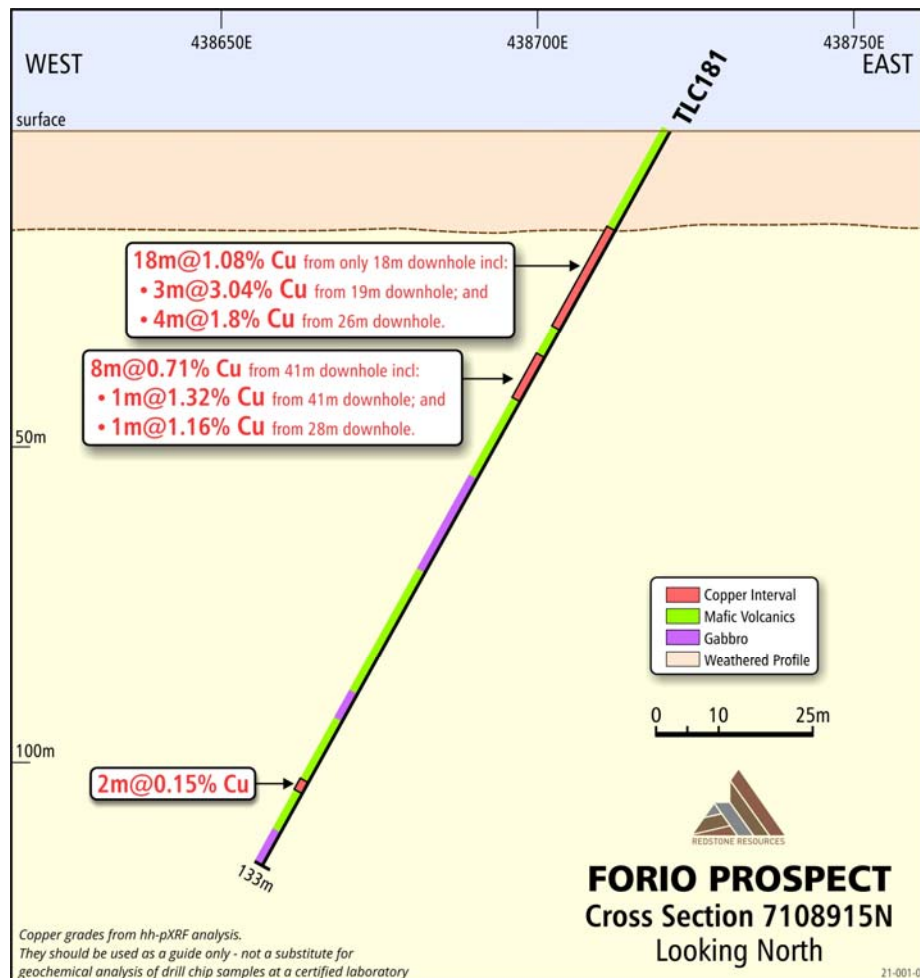 438650E
438700E
438750E
WEST
EAST
TLC181
surface
18m@1.08% Cu from only 18m downhole incl:
• 3m@3.04% Cu from 19m downhole; and
• 4m@1.8% Cu from 26m downhole.
8m@0.71% Cu from 41m downhole incl:
• 1m@1.32% Cu from 41m downhole; and
• 1m@1.16% Cu from 28m downhole.
50m
Copper Interval
Mafic Volcanics
Gabbro
Weathered Profile
0 10 25m
100m
2m@0.15% Cu
133m
REDSTONE RESOURCES
FORIO PROSPECT
Cross Section 7108915N
Looking North
Copper grades from hh-pXRF analysis.
They should be used as a guide only - not a substitute for
geochemical analysis of drill chip samples at a certified laboratory